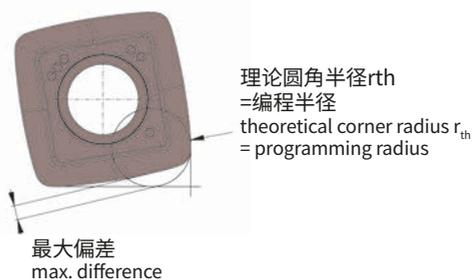 理论圆角半径rth
=编程半径
theoretical corner radius rth
= programming radius
最大偏差
max. difference